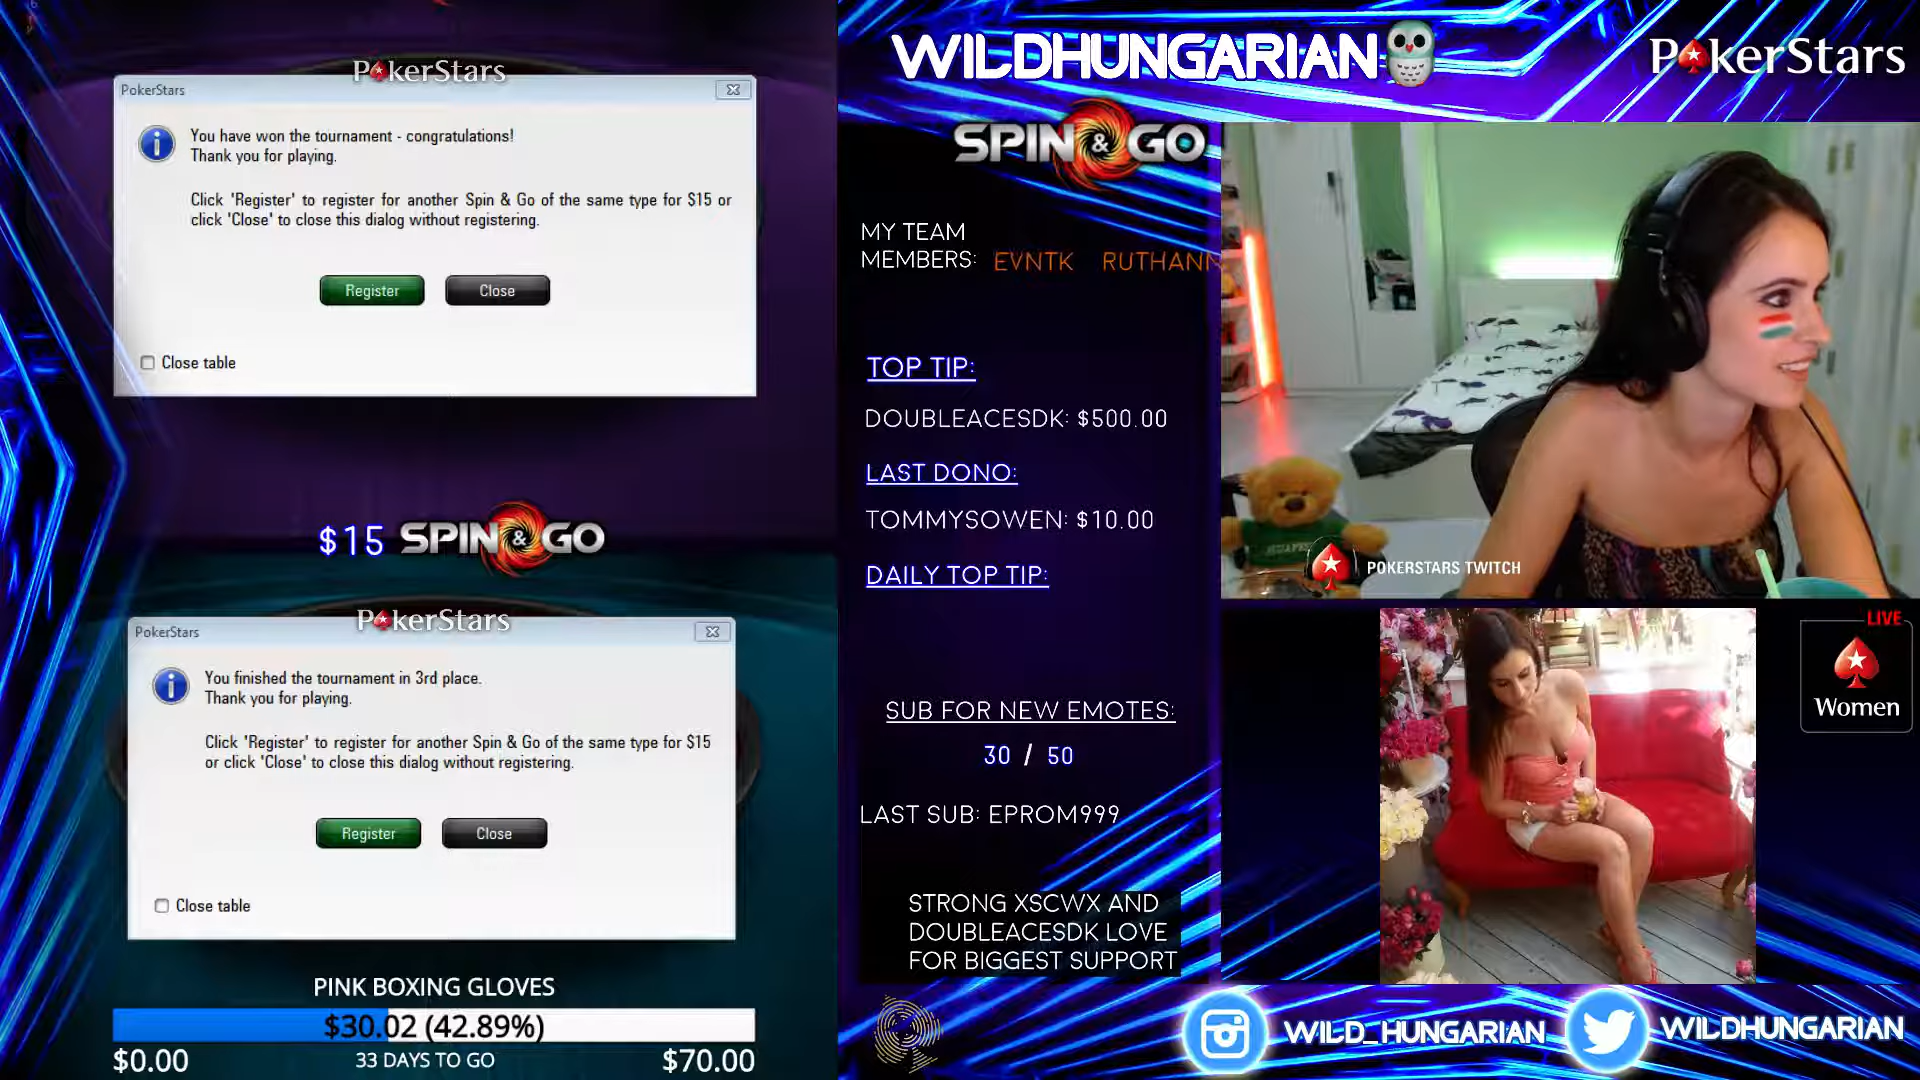 PokerStars
PokerStars
You have won the tournament - congratulations!
Thank you for playing.
Click 'Register' to register for another Spin & Go of the same type for $15 or
click 'Close' to close this dialog without registering.
Register
Close
Close table
$15 SPIN & GO
PokerStars
PokerStars
You finished the tournament in 3rd place.
Thank you for playing.
Click 'Register' to register for another Spin & Go of the same type for $15
or click 'Close' to close this dialog without registering.
Register
Close
Close table
PINK BOXING GLOVES
$30.02 (42.89%)
$0.00
33 DAYS TO GO
$70.00
WILDHUNGARIAN
PokerStars
SPIN & GO
MY TEAM
MEMBERS:
EVNTK RUTHANN
TOP TIP:
DOUBLEACESDK: $500.00
LAST DONO:
TOMMYSOWEN: $10.00
DAILY TOP TIP:
SUB FOR NEW EMOTES:
30 / 50
LAST SUB: EPROM999
STRONG XSCWX AND
DOUBLEACESDK LOVE
FOR BIGGEST SUPPORT
POKERSTARS TWITCH
LIVE
Women
WILD_HUNGARIAN
WILDHUNGARIAN